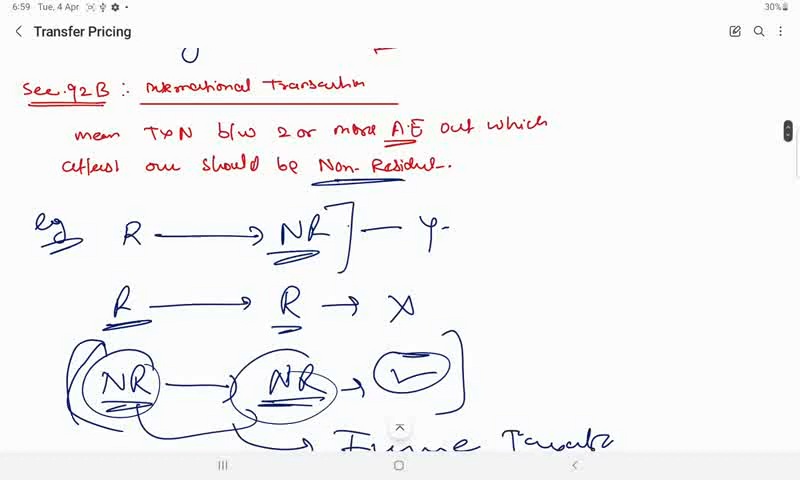 6:59 Tue, 4 Apr 30%
Transfer Pricing
Sec. 92B : International Transaction
mean TXN b/w 2 or more A.E out which
atleast one should be Non-Resident.
eg R → NR ] — Y
R → R → X
NR → NR → ✓ ]
→ Income Taxable